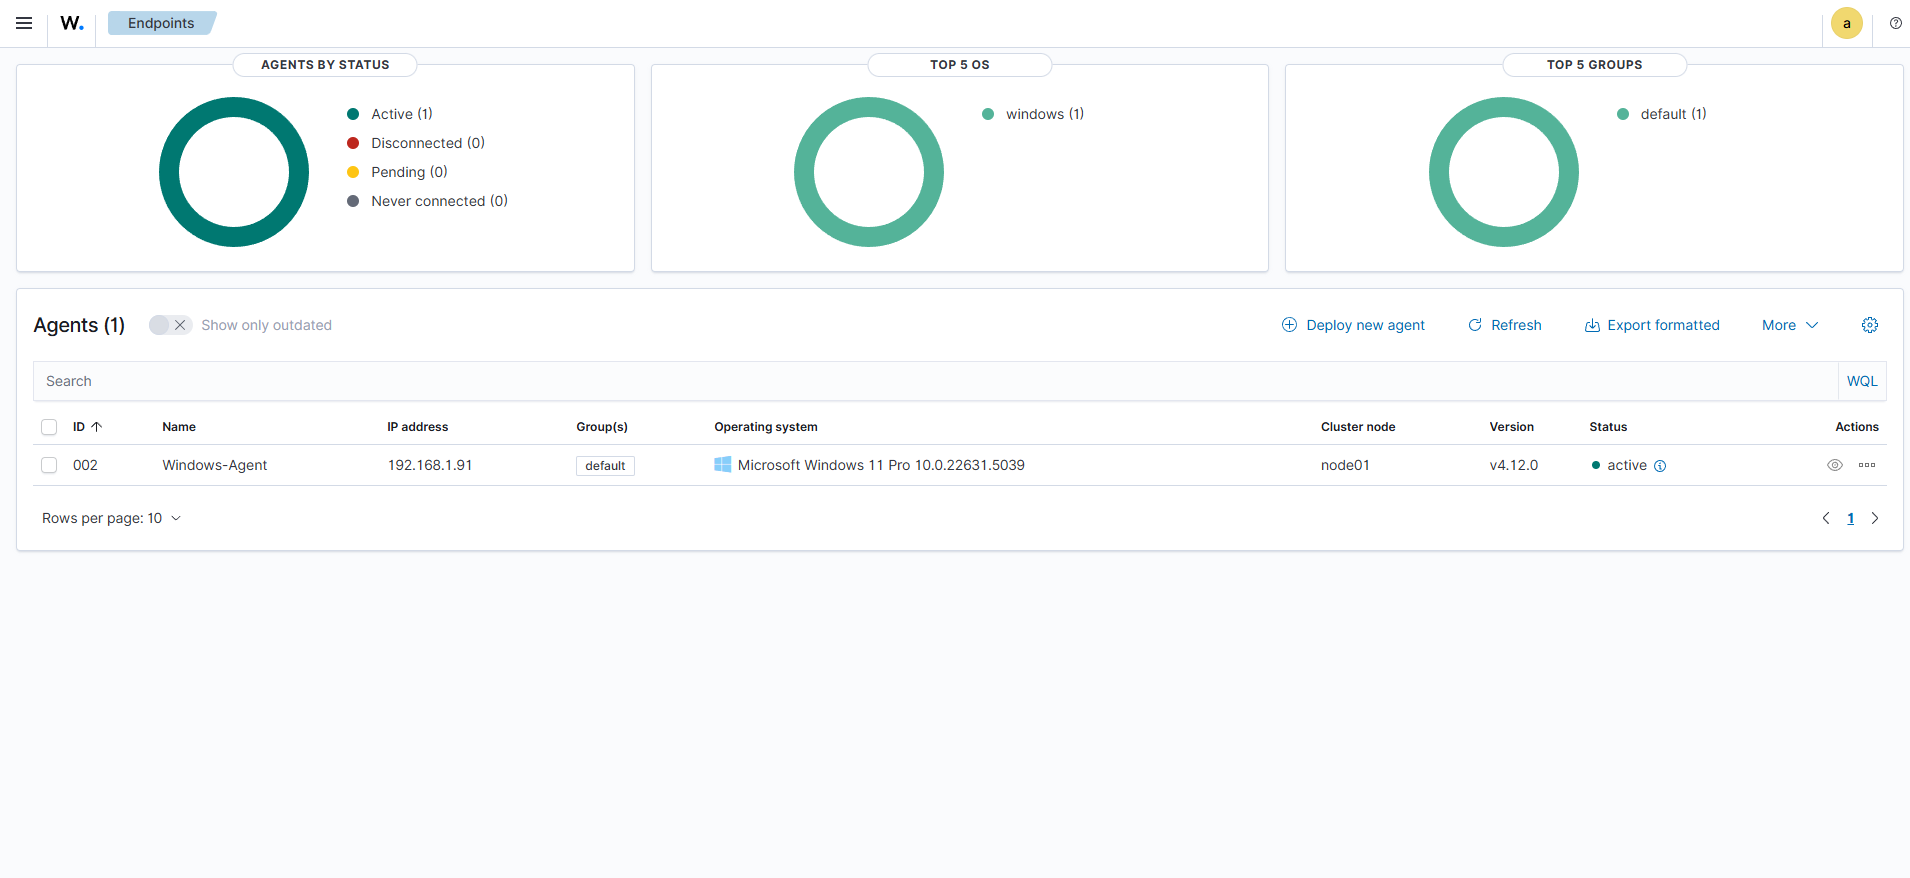 W. Endpoints a
AGENTS BY STATUS
Active (1)
Disconnected (0)
Pending (0)
Never connected (0)
TOP 5 OS
windows (1)
TOP 5 GROUPS
default (1)
Agents (1) Show only outdated Deploy new agent Refresh Export formatted More
Search WQL
ID Name IP address Group(s) Operating system Cluster node Version Status Actions
002 Windows-Agent 192.168.1.91 default Microsoft Windows 11 Pro 10.0.22631.5039 node01 v4.12.0 active
Rows per page: 10 1